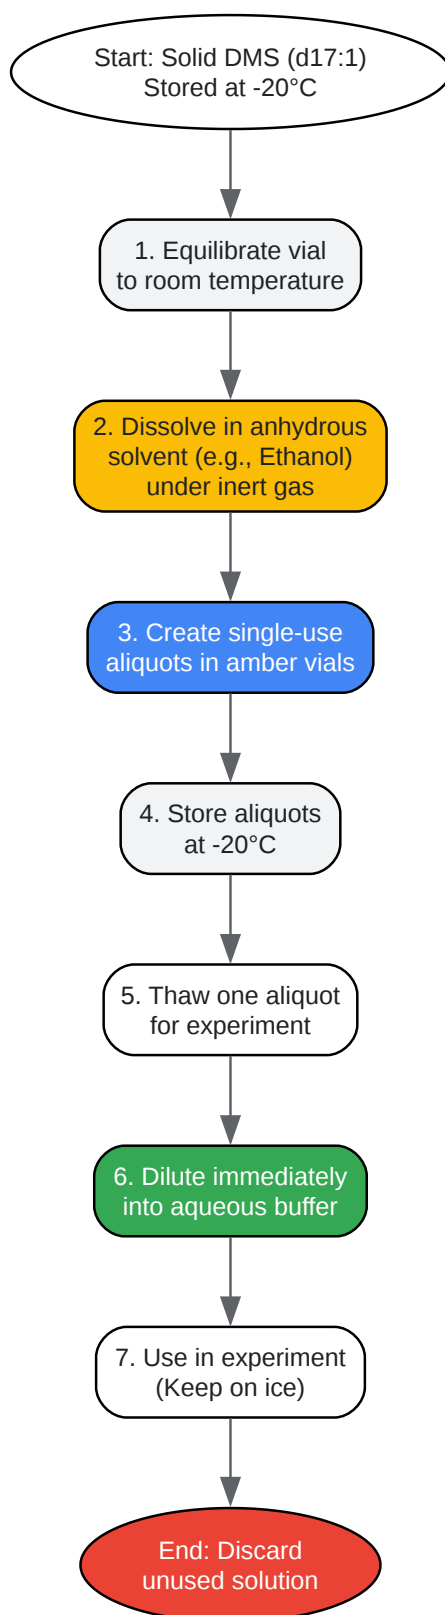 Start: Solid DMS (d17:1)
Stored at -20°C
1. Equilibrate vial
to room temperature
2. Dissolve in anhydrous
solvent (e.g., Ethanol)
under inert gas
3. Create single-use
aliquots in amber vials
4. Store aliquots
at -20°C
5. Thaw one aliquot
for experiment
6. Dilute immediately
into aqueous buffer
7. Use in experiment
(Keep on ice)
End: Discard
unused solution